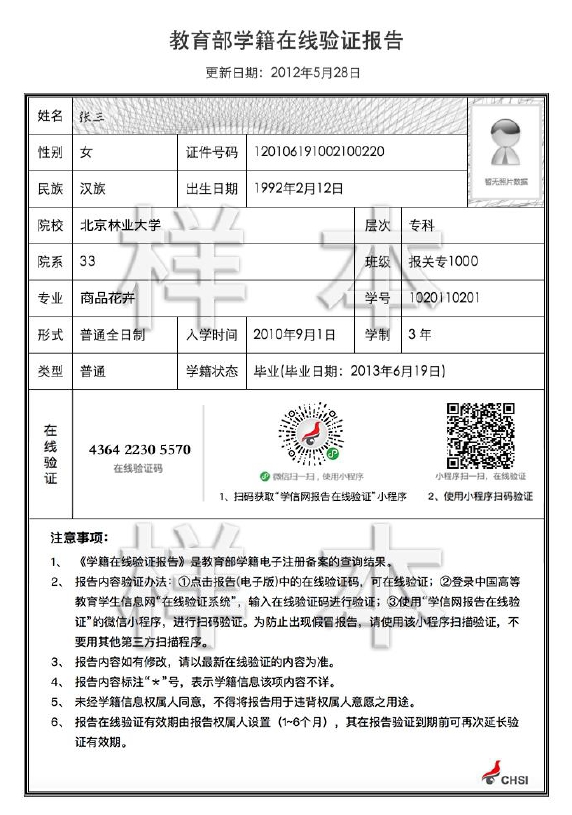 教育部学籍在线验证报告
更新日期：2012年5月28日
姓名 张三
性别 女 证件号码 120106191002100220
民族 汉族 出生日期 1992年2月12日
暂无照片数据
院校 北京林业大学 层次 专科
院系 33 班级 报关专1000
专业 商品花卉 学号 1020110201
形式 普通全日制 入学时间 2010年9月1日 学制 3 年
类型 普通 学籍状态 毕业(毕业日期：2013年6月19日)
样本
在线验证
4364 2230 5570
在线验证码
微信扫一扫，使用小程序
1、扫码获取“学信网报告在线验证”小程序
小程序扫一扫，在线验证
2、使用小程序扫码验证
注意事项：
1、 《学籍在线验证报告》是教育部学籍电子注册备案的查询结果。
2、 报告内容验证办法：①点击报告(电子版)中的在线验证码，可在线验证；②登录中国高等
教育学生信息网“在线验证系统”，输入在线验证码进行验证；③使用“学信网报告在线验
证”的微信小程序，进行扫码验证。为防止出现假冒报告，请使用该小程序扫描验证，不
要用其他第三方扫描程序。
3、 报告内容如有修改，请以最新在线验证的内容为准。
4、 报告内容标注“*”号，表示学籍信息该项内容不详。
5、 未经学籍信息权属人同意，不得将报告用于违背权属人意愿之用途。
6、 报告在线验证有效期由报告权属人设置（1~6个月），其在报告验证到期前可再次延长验
证有效期。
样本
CHSI